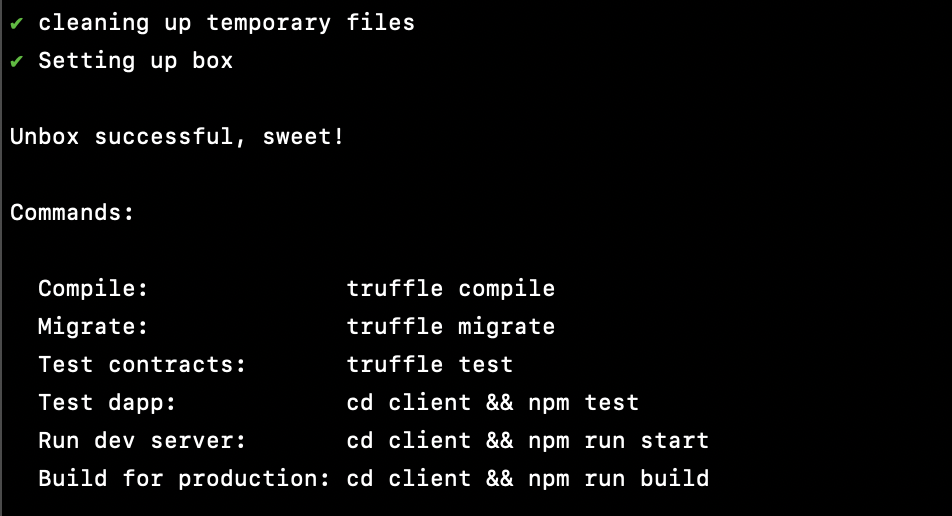 ✔ cleaning up temporary files
✔ Setting up box
Unbox successful, sweet!
Commands:
Compile: truffle compile
Migrate: truffle migrate
Test contracts: truffle test
Test dapp: cd client && npm test
Run dev server: cd client && npm run start
Build for production: cd client && npm run build